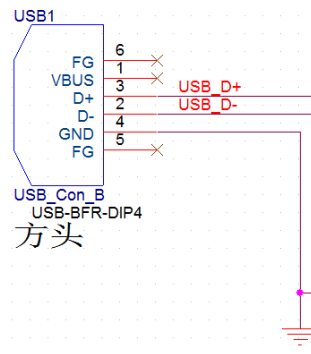 USB1
6
FG
1
VBUS
3
D+
USB_D+
2
D-
USB_D-
4
GND
5
FG
USB_Con_B
USB-BFR-DIP4
方头